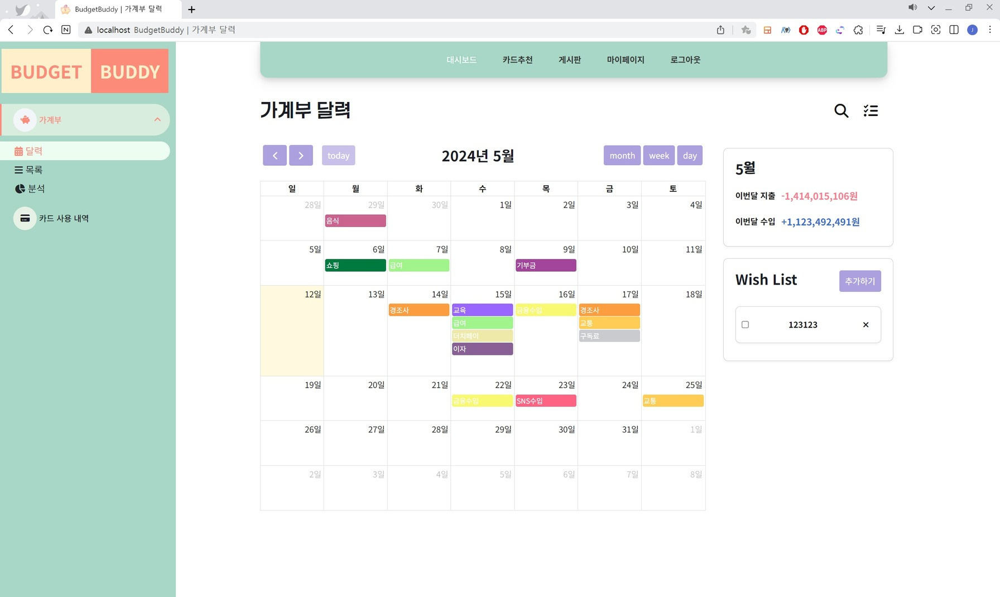 BudgetBuddy | 가계부 달력
localhost BudgetBuddy | 가계부 달력
ABP
J
BUDGET BUDDY
가계부
달력
목록
분석
카드 사용 내역
대시보드 카드추천 게시판 마이페이지 로그아웃
가계부 달력
today 2024년 5월 month week day
일 월 화 수 목 금 토
28일 29일 30일 1일 2일 3일 4일
음식
5일 6일 7일 8일 9일 10일 11일
쇼핑 급여 기부금
12일 13일 14일 15일 16일 17일 18일
경조사 교육 금융수입 경조사
급여 교통
더치페이 구독료
이자
19일 20일 21일 22일 23일 24일 25일
금융수입 SNS수입 교통
26일 27일 28일 29일 30일 31일 1일
2일 3일 4일 5일 6일 7일 8일
5월
이번달 지출 -1,414,015,106원
이번달 수입 +1,123,492,491원
Wish List 추가하기
123123